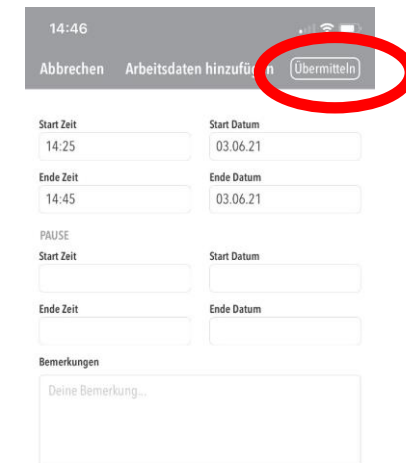 14:46
Abbrechen Arbeitsdaten hinzufügen Übermitteln
Start Zeit Start Datum
14:25 03.06.21
Ende Zeit Ende Datum
14:45 03.06.21
PAUSE
Start Zeit Start Datum
Ende Zeit Ende Datum
Bemerkungen
Deine Bemerkung...